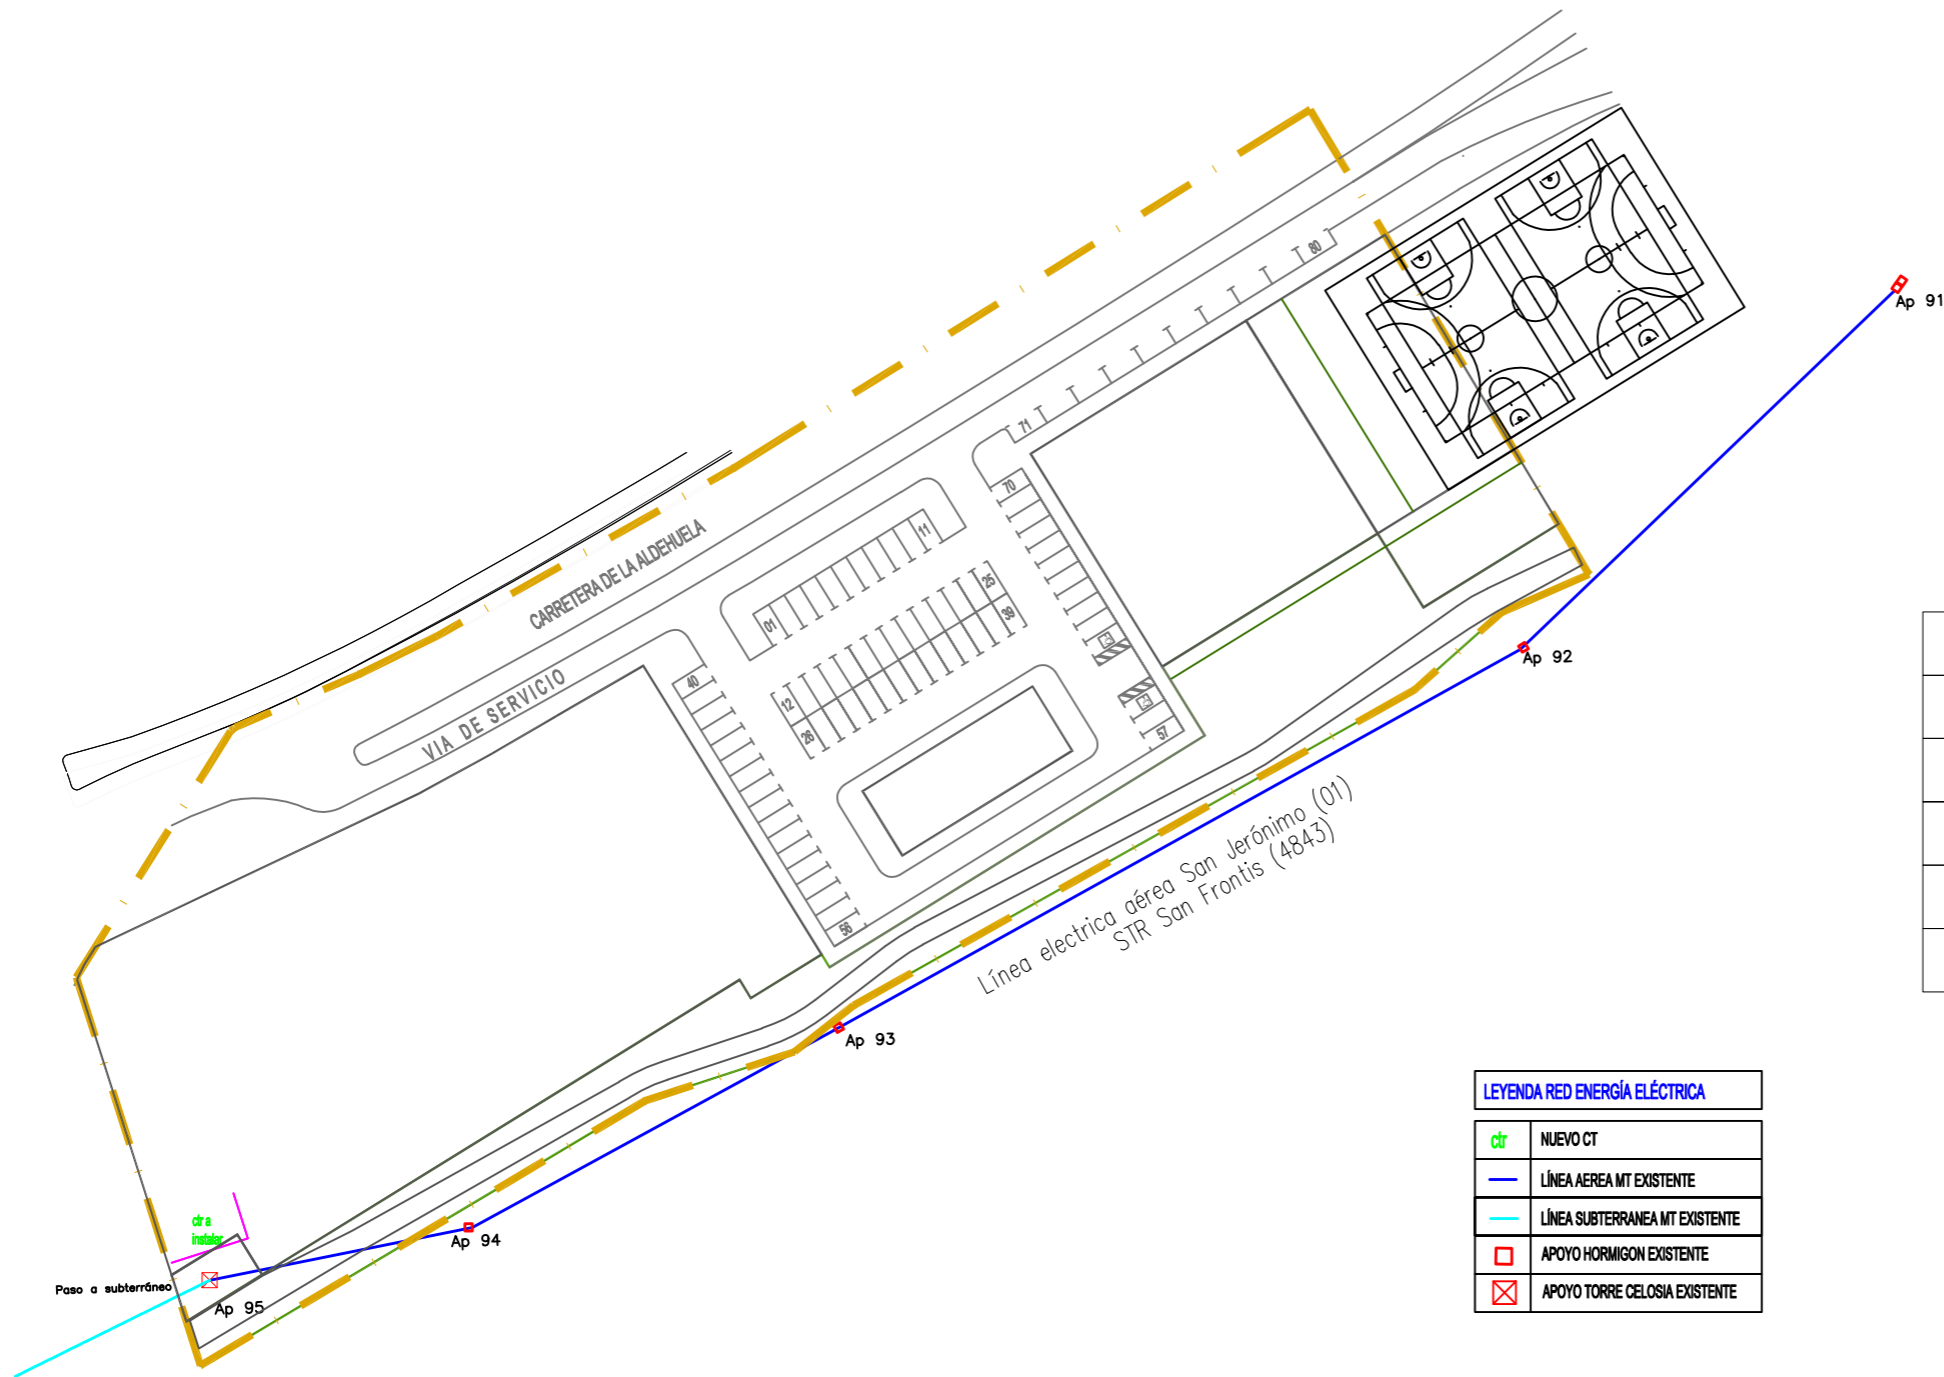 80
Ap 91
71
70
11
CARRETERA DE LA ALDEHUELA
25
01
39
VIA DE SERVICIO
40
12
26
57
56
Ap 92
Línea electrica aérea San Jerónimo (01)
STR San Frontis (4843)
Ap 93
Ap 94
ctr a
instalar
Paso a subterráneo
Ap 95
LEYENDA RED ENERGÍA ELÉCTRICA
ctr NUEVO CT
LÍNEA AEREA MT EXISTENTE
LÍNEA SUBTERRANEA MT EXISTENTE
APOYO HORMIGON EXISTENTE
APOYO TORRE CELOSIA EXISTENTE